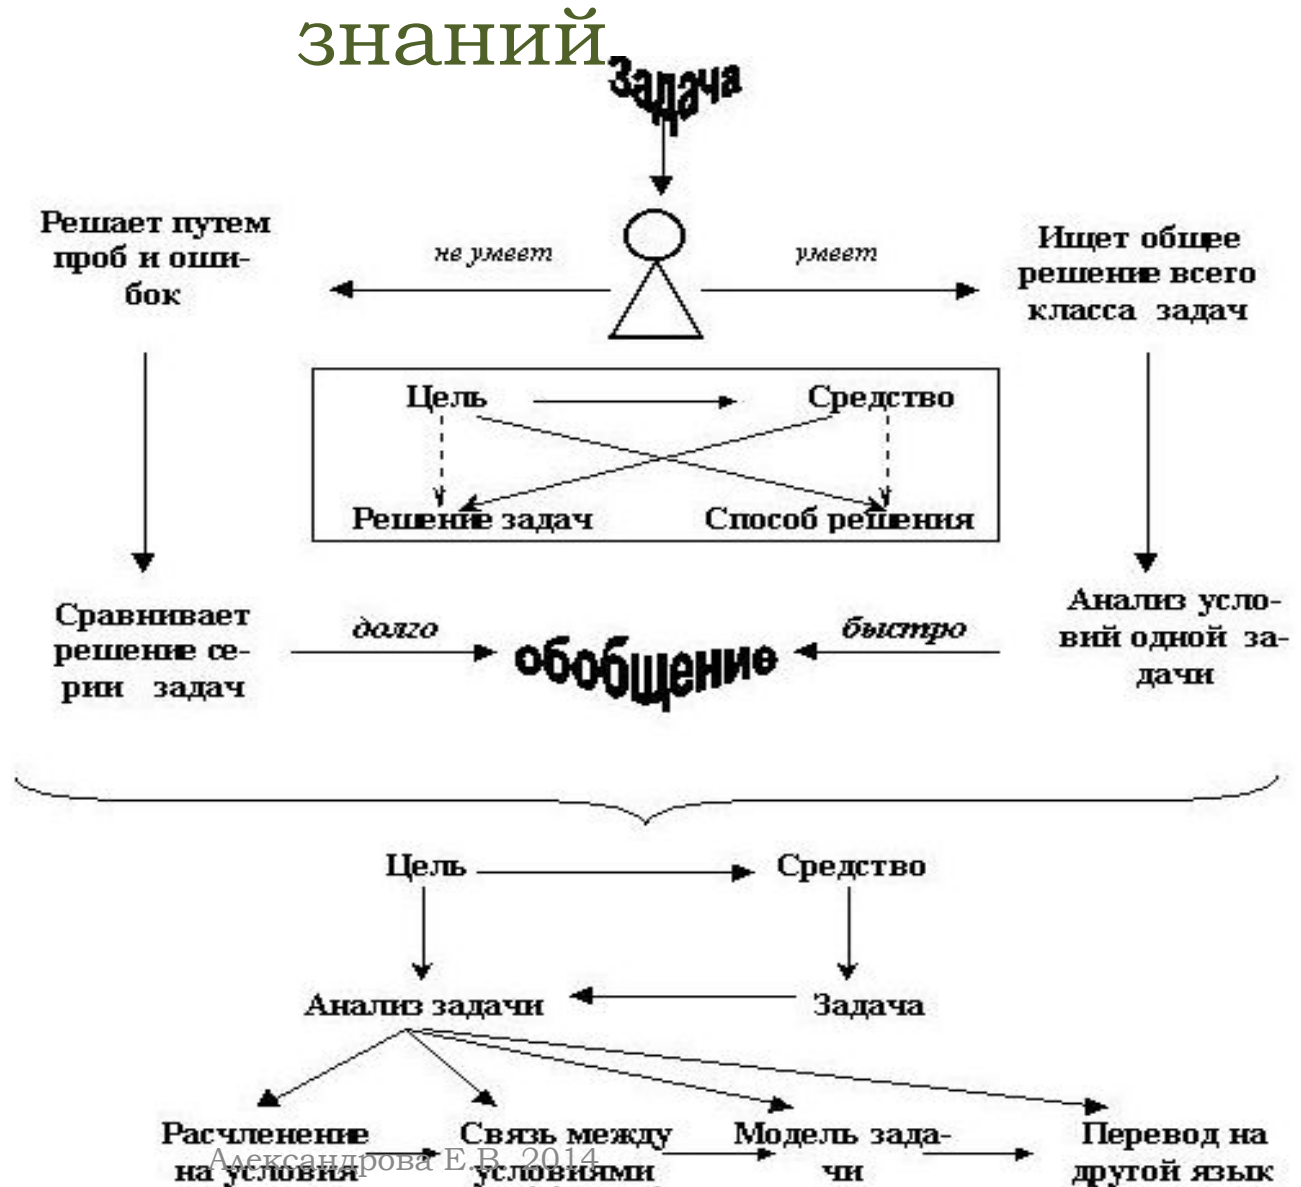 знаний
Задача
Решает путем
проб и оши-
бок
не умеет
умеет
Ищет общее
решение всего
класса задач
Цель
Средство
Решение задач
Способ решения
Сравнивает
решение се-
рии задач
долго
обобщение
быстро
Анализ усло-
вий одной за-
дачи
Цель
Средство
Анализ задачи
Задача
Расчленение
на условия
Связь между
условиями
Модель зада-
чи
Перевод на
другой язык
Александрова Е.В. 2014